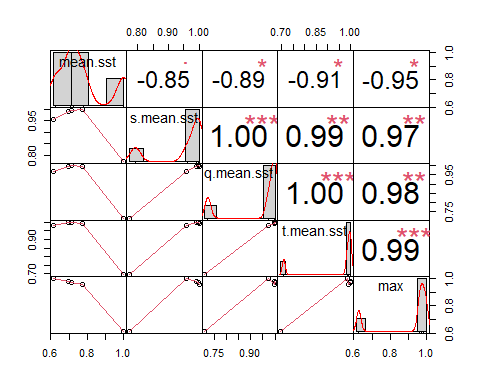 0.80 0.90 1.00 0.70 0.85 1.00
mean.sst -0.85 . -0.89 * -0.91 * -0.95 * 0.6 0.8 1.0
0.80 0.95 s.mean.sst 1.00 *** 0.99 ** 0.97 **
q.mean.sst 1.00 *** 0.98 ** 0.75 0.95
0.70 0.80 0.90 t.mean.sst 0.99 ***
max 0.6 0.8 1.0
0.6 0.8 1.0 0.75 0.90 0.6 0.8 1.0